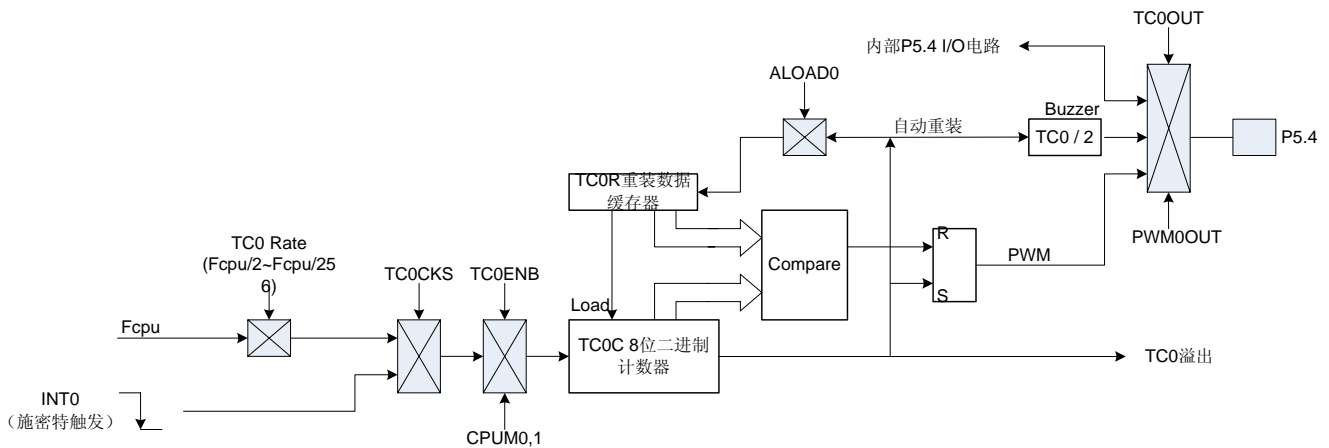 TC0OUT
内部P5.4 I/O电路
ALOAD0
Buzzer
自动重装
TC0 / 2
P5.4
TC0R重装数据
缓存器
TC0 Rate
(Fcpu/2~Fcpu/25
6)
TC0CKS
TC0ENB
Compare
R
S
PWM
PWM0OUT
Load
Fcpu
TC0C 8位二进制
计数器
TC0溢出
INT0
（施密特触发）
CPUM0,1